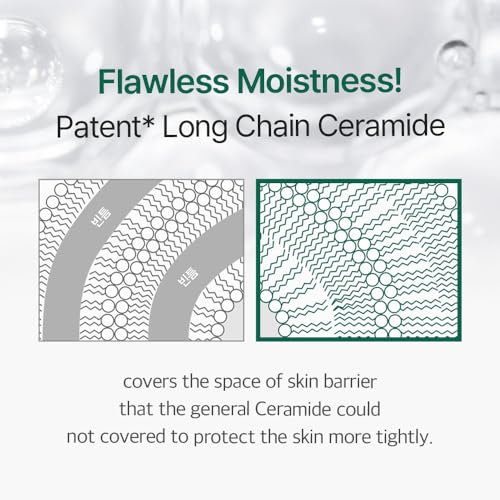 Flawless Moistness!
Patent* Long Chain Ceramide
빈틈
빈틈
covers the space of skin barrier
that the general Ceramide could
not covered to protect the skin more tightly.